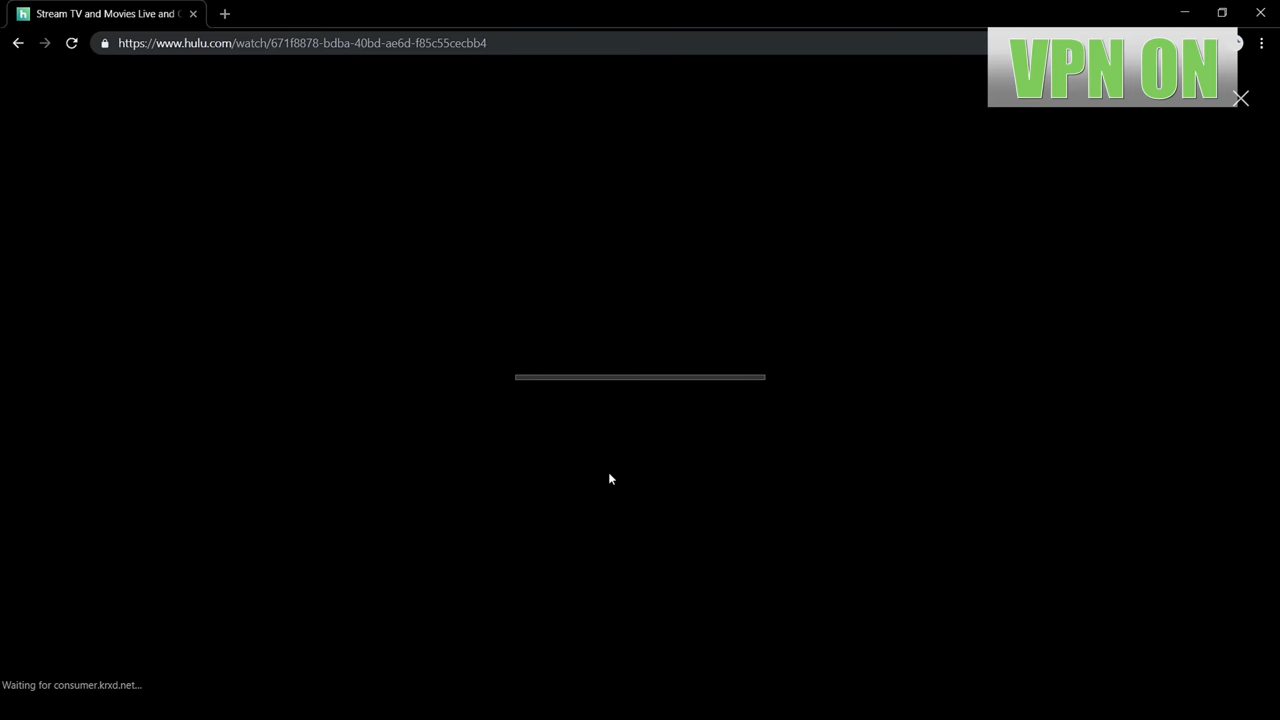 Stream TV and Movies Live and
https://www.hulu.com/watch/671f8878-bdba-40bd-ae6d-f85c55cecbb4
VPN ON
Waiting for consumer.krxd.net...